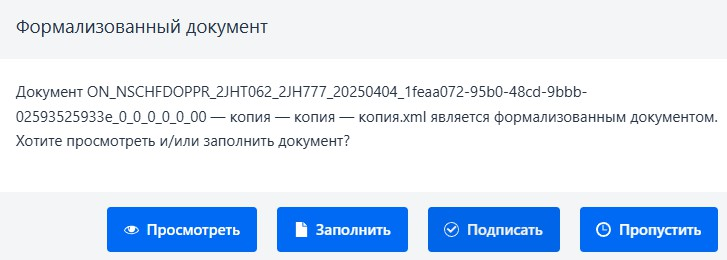 Формализованный документ
Документ ON_NSCHFDOPPR_2JHT062_2JH777_20250404_1feaa072-95b0-48cd-9bbb-
02593525933e_0_0_0_0_0_00 — копия — копия — копия.xml является формализованным документом.
Хотите просмотреть и/или заполнить документ?
Просмотреть Заполнить Подписать Пропустить